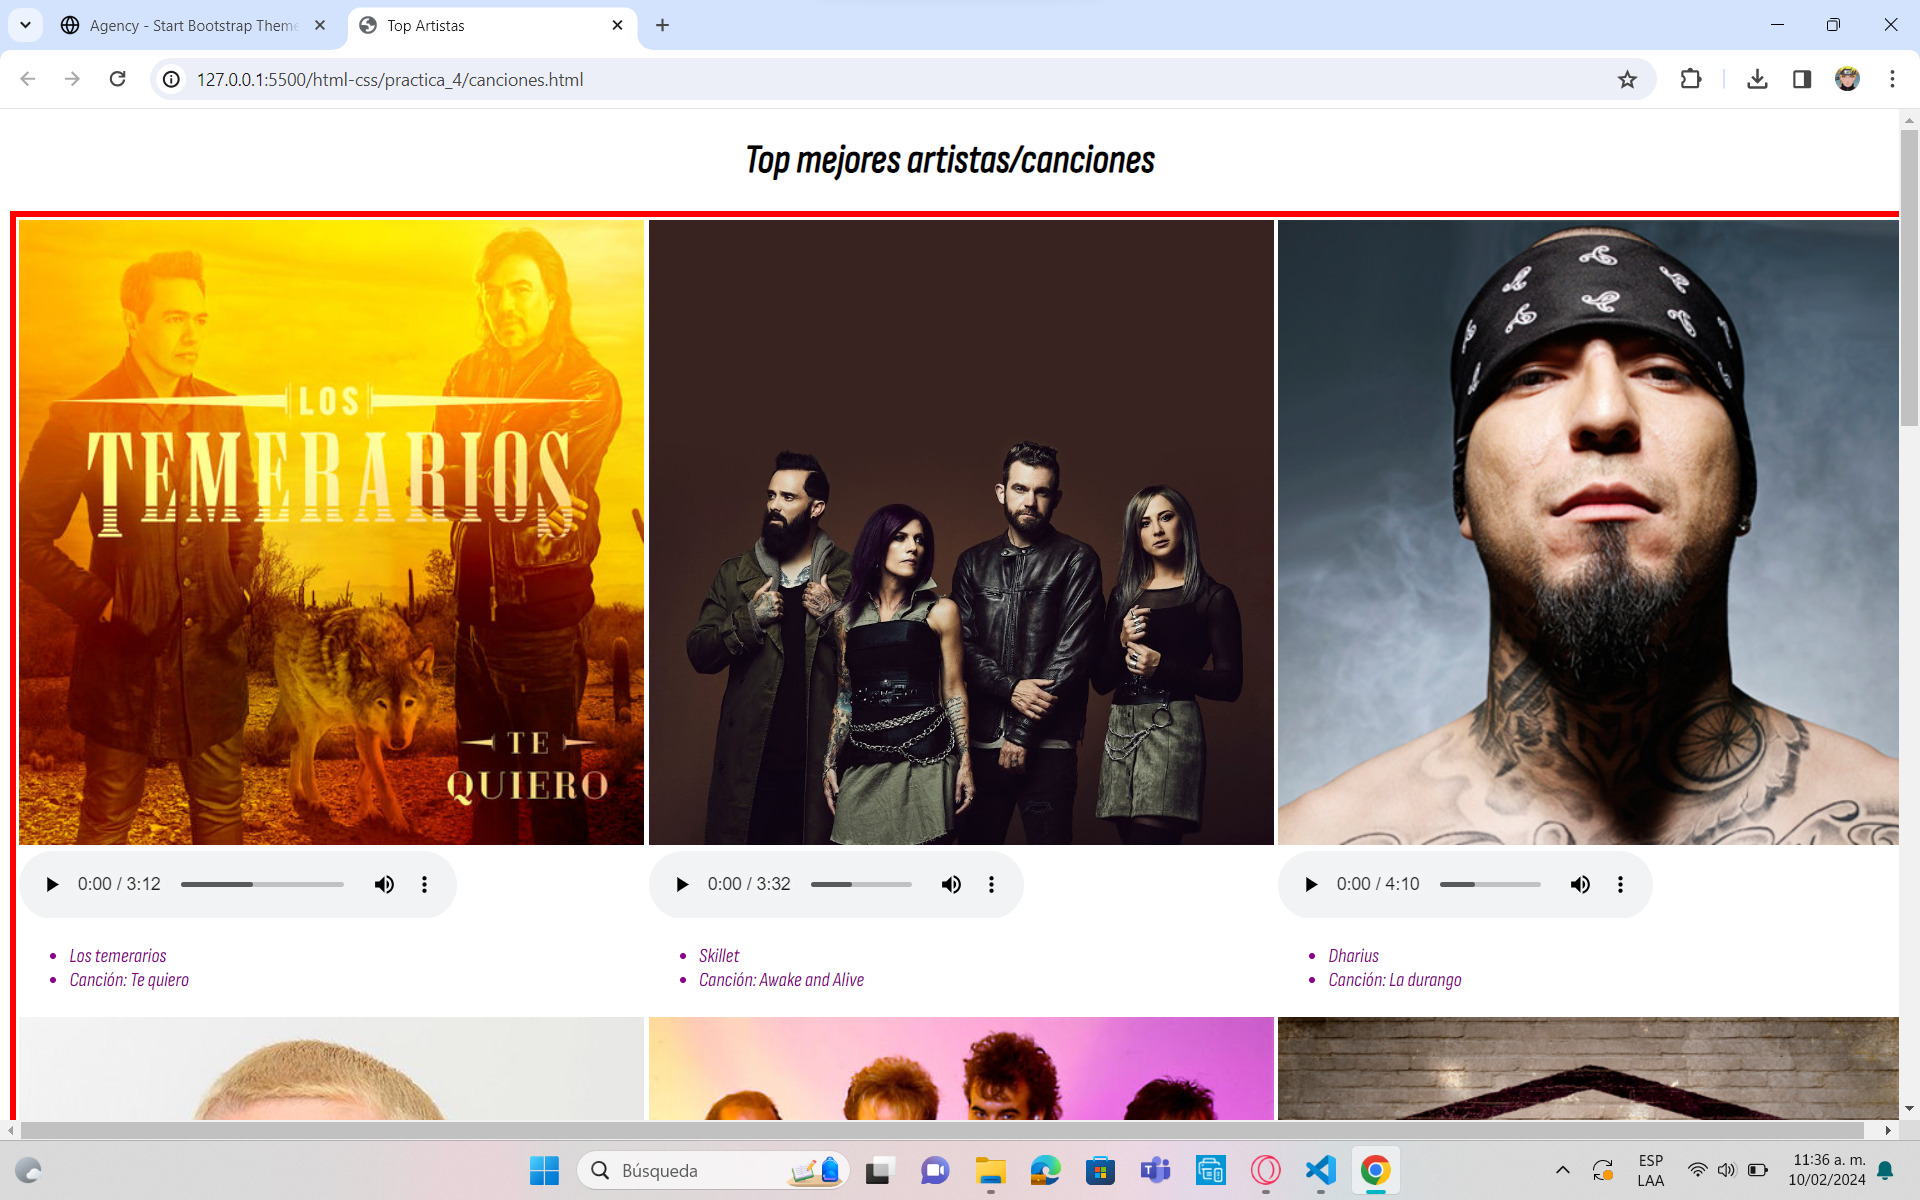 Agency - Start Bootstrap Theme
Top Artistas
127.0.0.1:5500/html-css/practica_4/canciones.html
Top mejores artistas/canciones
LOS
TEMERARIOS
TE
QUIERO
0:00 / 3:12
0:00 / 3:32
0:00 / 4:10
Los temerarios
Canción: Te quiero
Skillet
Canción: Awake and Alive
Dharius
Canción: La durango
Búsqueda
ESP
LAA
11:36 a. m.
10/02/2024